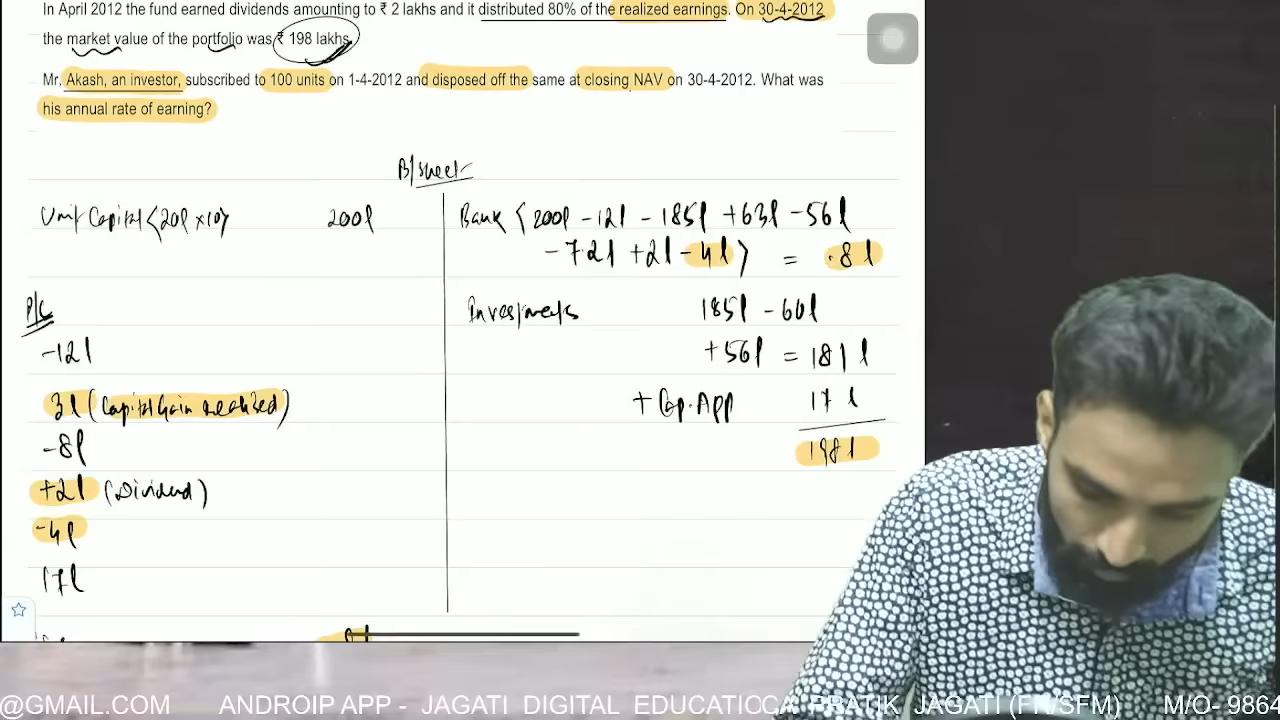 In April 2012 the fund earned dividends amounting to ₹ 2 lakhs and it distributed 80% of the realized earnings. On 30-4-2012
the market value of the portfolio was ₹ 198 lakhs.
Mr. Akash, an investor, subscribed to 100 units on 1-4-2012 and disposed off the same at closing NAV on 30-4-2012. What was
his annual rate of earning?
B/Sheet
Unit Capital (20l x10) 200l
Bank (200l -12l - 185l +63l -56l
-.72l +2l -4l) = .8l
Investments 185l - 60l
+56l = 181l
+ Cap. App 17l
198l
P/L
-12l
3l (Capital Gain realized)
-.8l
+2l (Dividend)
-4l
17l
@GMAIL.COM ANDROIP APP - JAGATI DIGITAL EDUCATICCA PRATIK JAGATI (FR/SFM) M/O- 9864